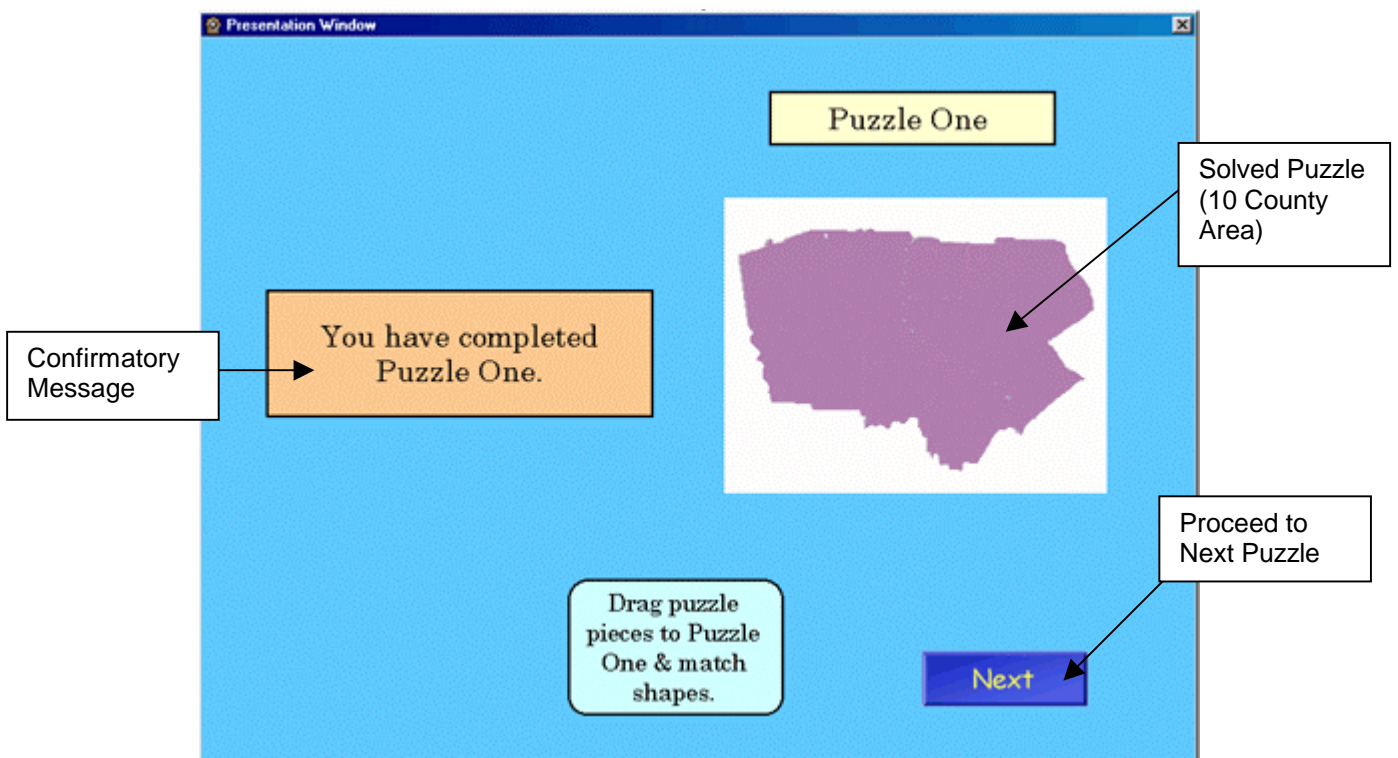 Presentation Window
Puzzle One
Solved Puzzle
(10 County
Area)
You have completed
Puzzle One.
Confirmatory
Message
Proceed to
Next Puzzle
Drag puzzle
pieces to Puzzle
One & match
shapes.
Next